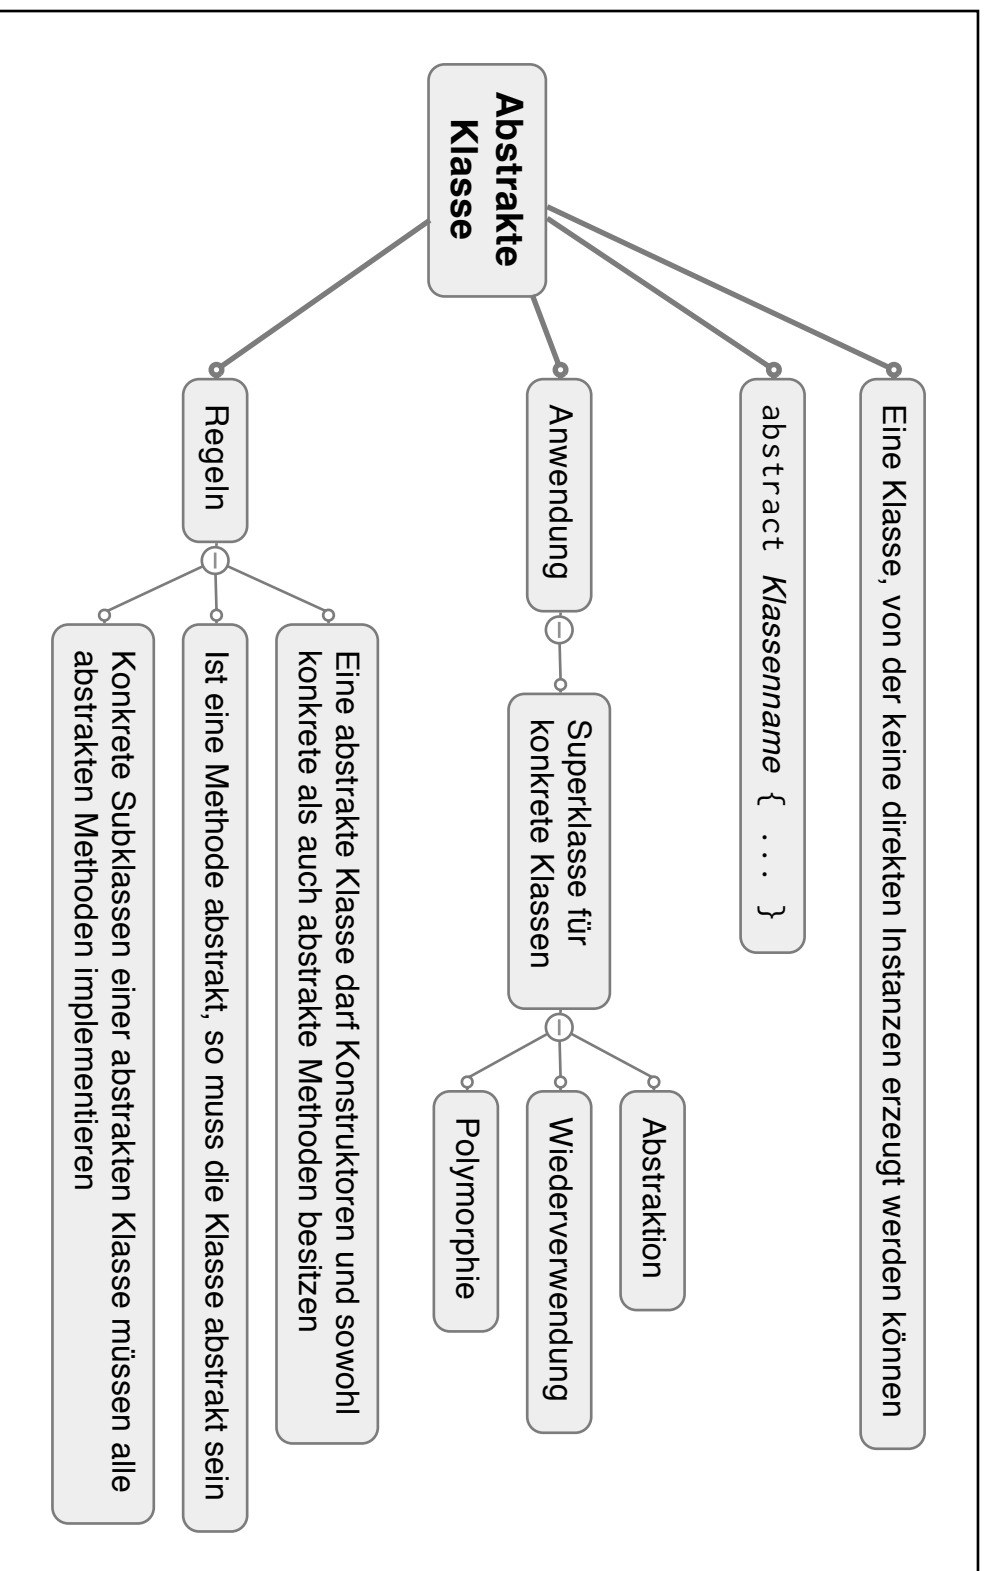 Abstrakte
Klasse
Eine Klasse, von der keine direkten Instanzen erzeugt werden können
abstract Klassenname { ... }
Anwendung
Superklasse für
konkrete Klassen
Abstraktion
Wiederverwendung
Polymorphie
Regeln
Eine abstrakte Klasse darf Konstruktoren und sowohl
konkrete als auch abstrakte Methoden besitzen
Ist eine Methode abstrakt, so muss die Klasse abstrakt sein
Konkrete Subklassen einer abstrakten Klasse müssen alle
abstrakten Methoden implementieren